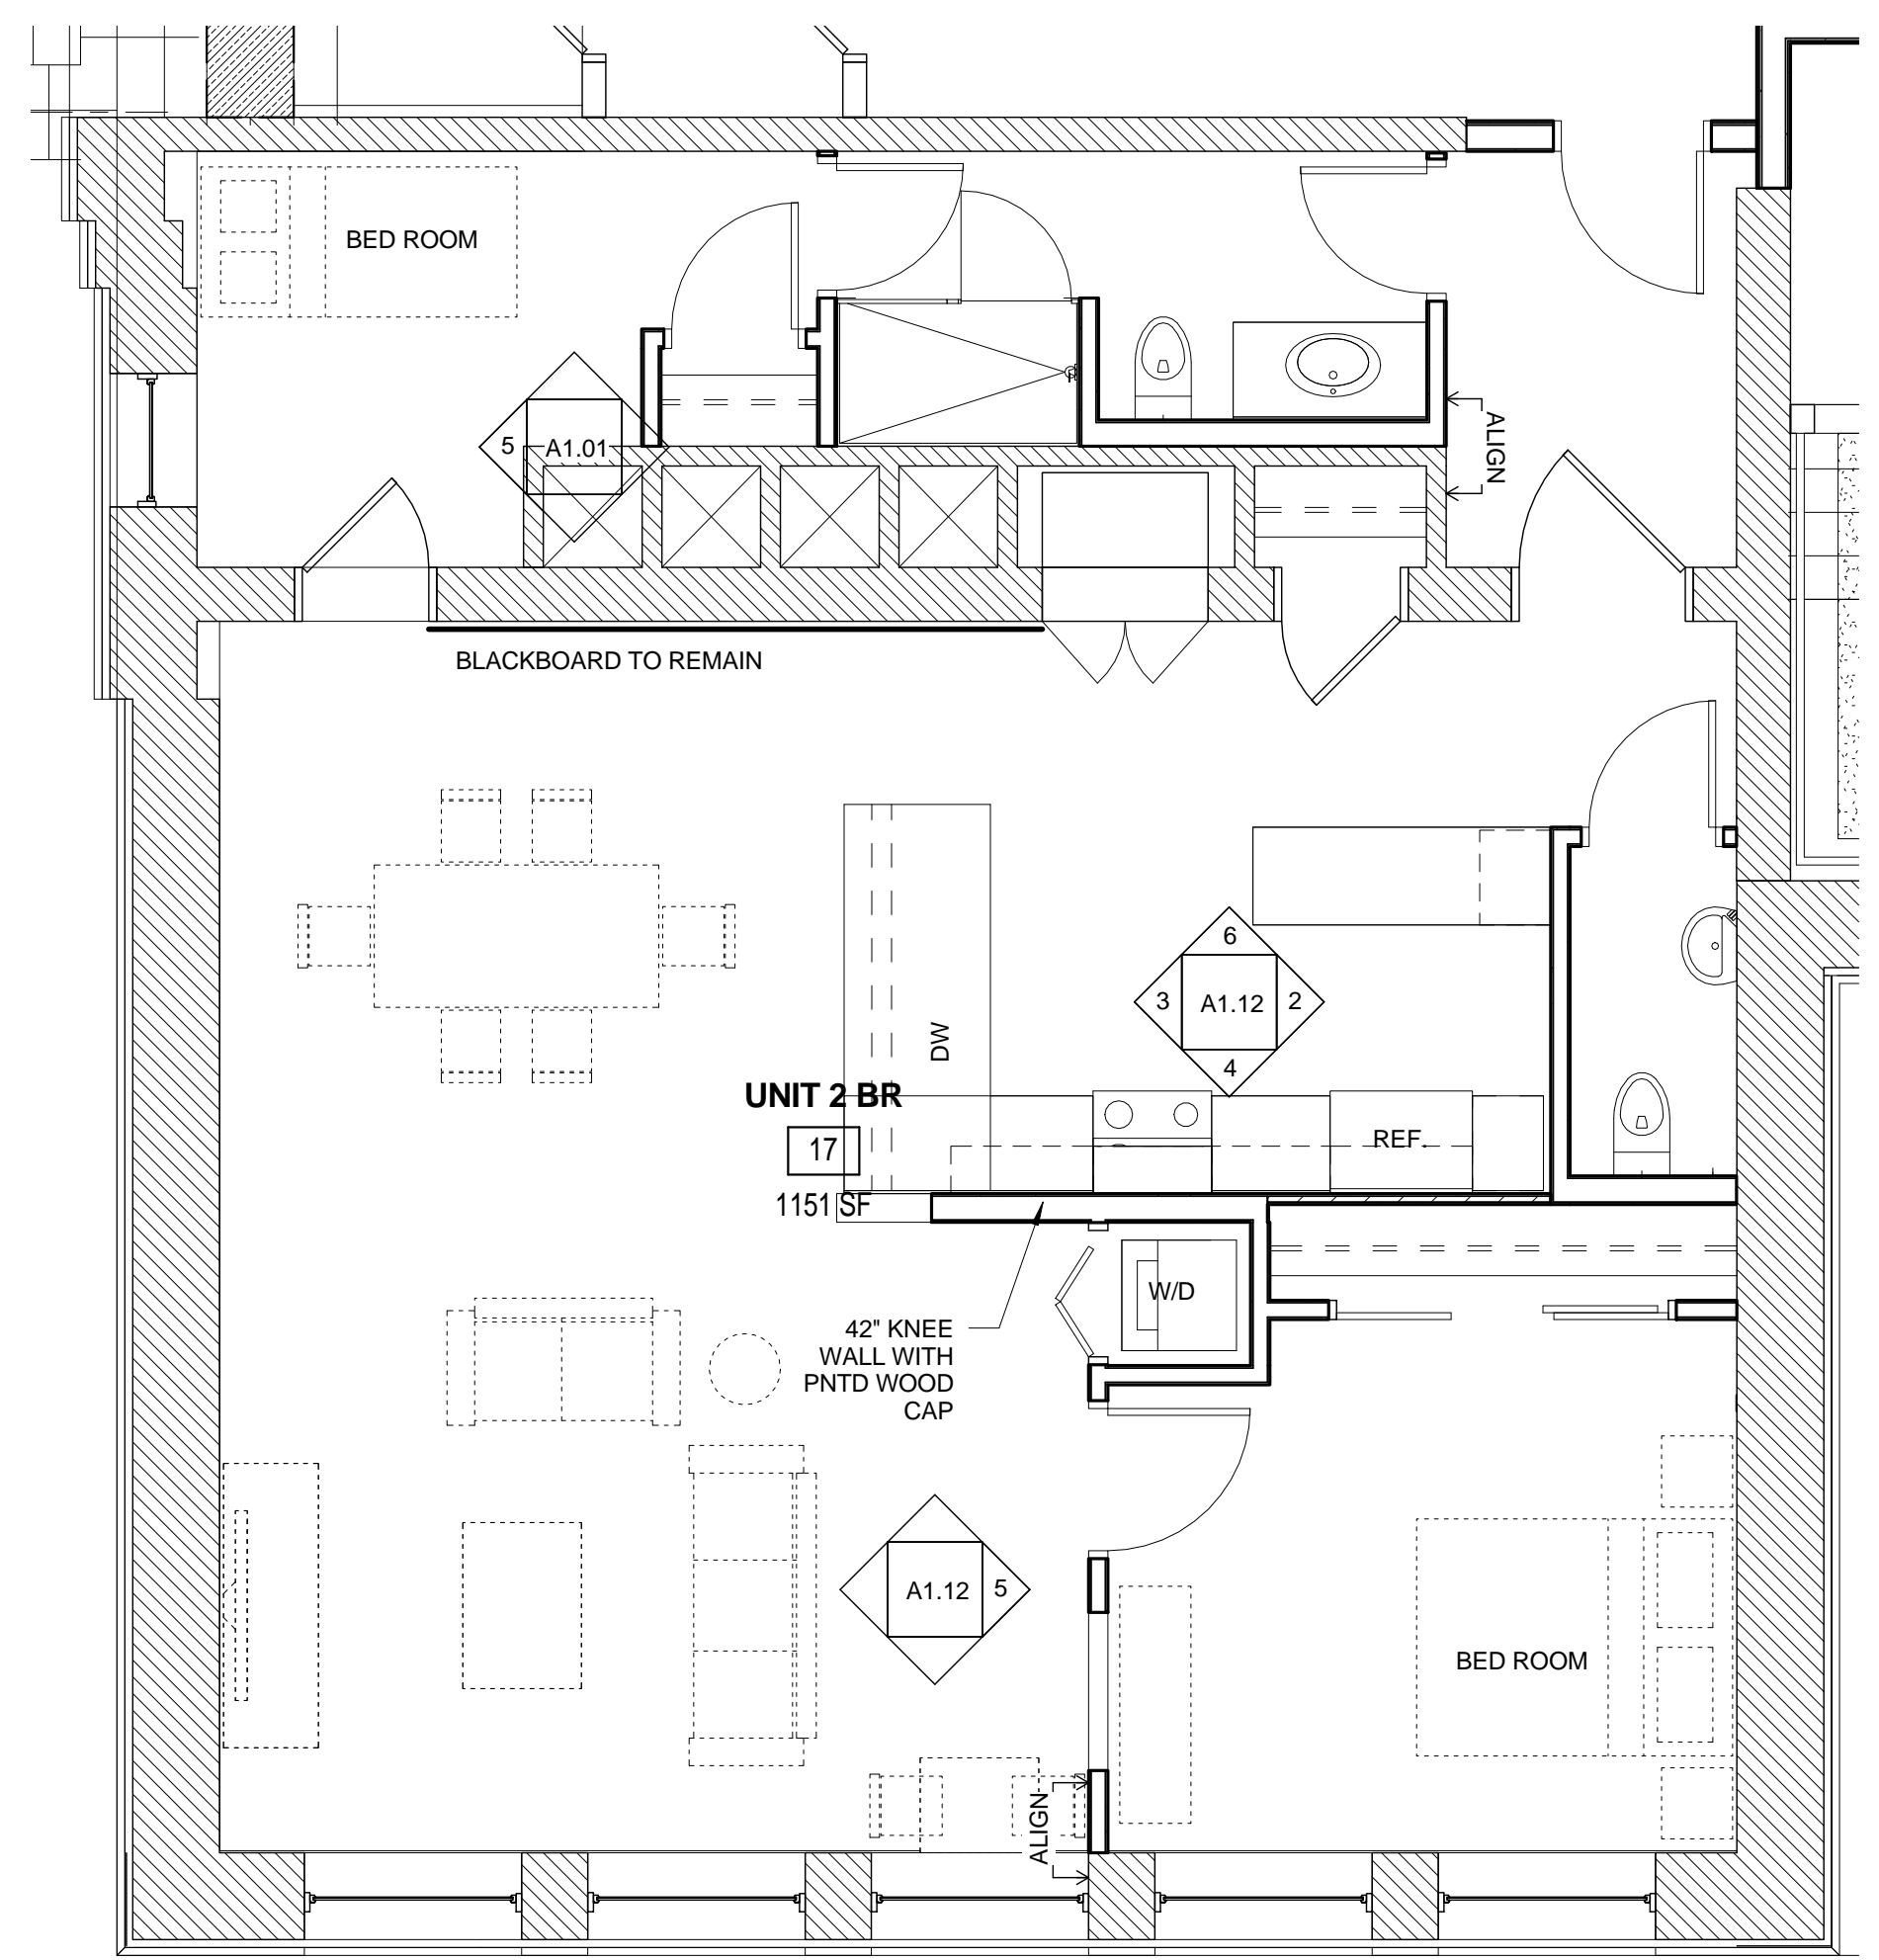 BED ROOM
5
A1.01
ALIGN
BLACKBOARD TO REMAIN
6
3
A1.12
2
4
DW
UNIT 2 BR
17
1151 SF
REF.
W/D
42" KNEE
WALL WITH
PNTD WOOD
CAP
A1.12
5
BED ROOM
ALIGN